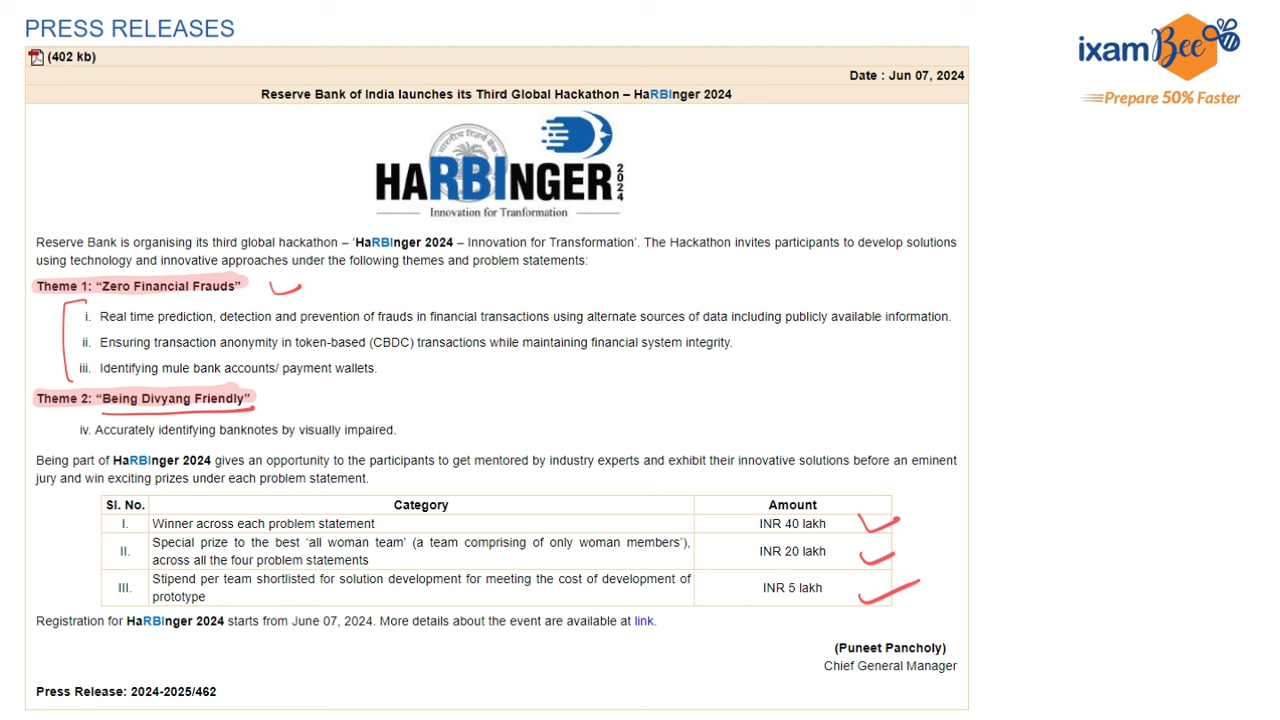 PRESS RELEASES
ixamBee
Prepare 50% Faster
(402 kb)
Date : Jun 07, 2024
Reserve Bank of India launches its Third Global Hackathon – HaRBInger 2024
HARBINGER 2024
Innovation for Tranformation
Reserve Bank is organising its third global hackathon – ‘HaRBInger 2024 – Innovation for Transformation’. The Hackathon invites participants to develop solutions
using technology and innovative approaches under the following themes and problem statements:
Theme 1: “Zero Financial Frauds”
i. Real time prediction, detection and prevention of frauds in financial transactions using alternate sources of data including publicly available information.
ii. Ensuring transaction anonymity in token-based (CBDC) transactions while maintaining financial system integrity.
iii. Identifying mule bank accounts/ payment wallets.
Theme 2: “Being Divyang Friendly”
iv. Accurately identifying banknotes by visually impaired.
Being part of HaRBInger 2024 gives an opportunity to the participants to get mentored by industry experts and exhibit their innovative solutions before an eminent
jury and win exciting prizes under each problem statement.
Sl. No. Category Amount
I. Winner across each problem statement INR 40 lakh
II. Special prize to the best ‘all woman team’ (a team comprising of only woman members’),
across all the four problem statements INR 20 lakh
III. Stipend per team shortlisted for solution development for meeting the cost of development of
prototype INR 5 lakh
Registration for HaRBInger 2024 starts from June 07, 2024. More details about the event are available at link.
(Puneet Pancholy)
Chief General Manager
Press Release: 2024-2025/462